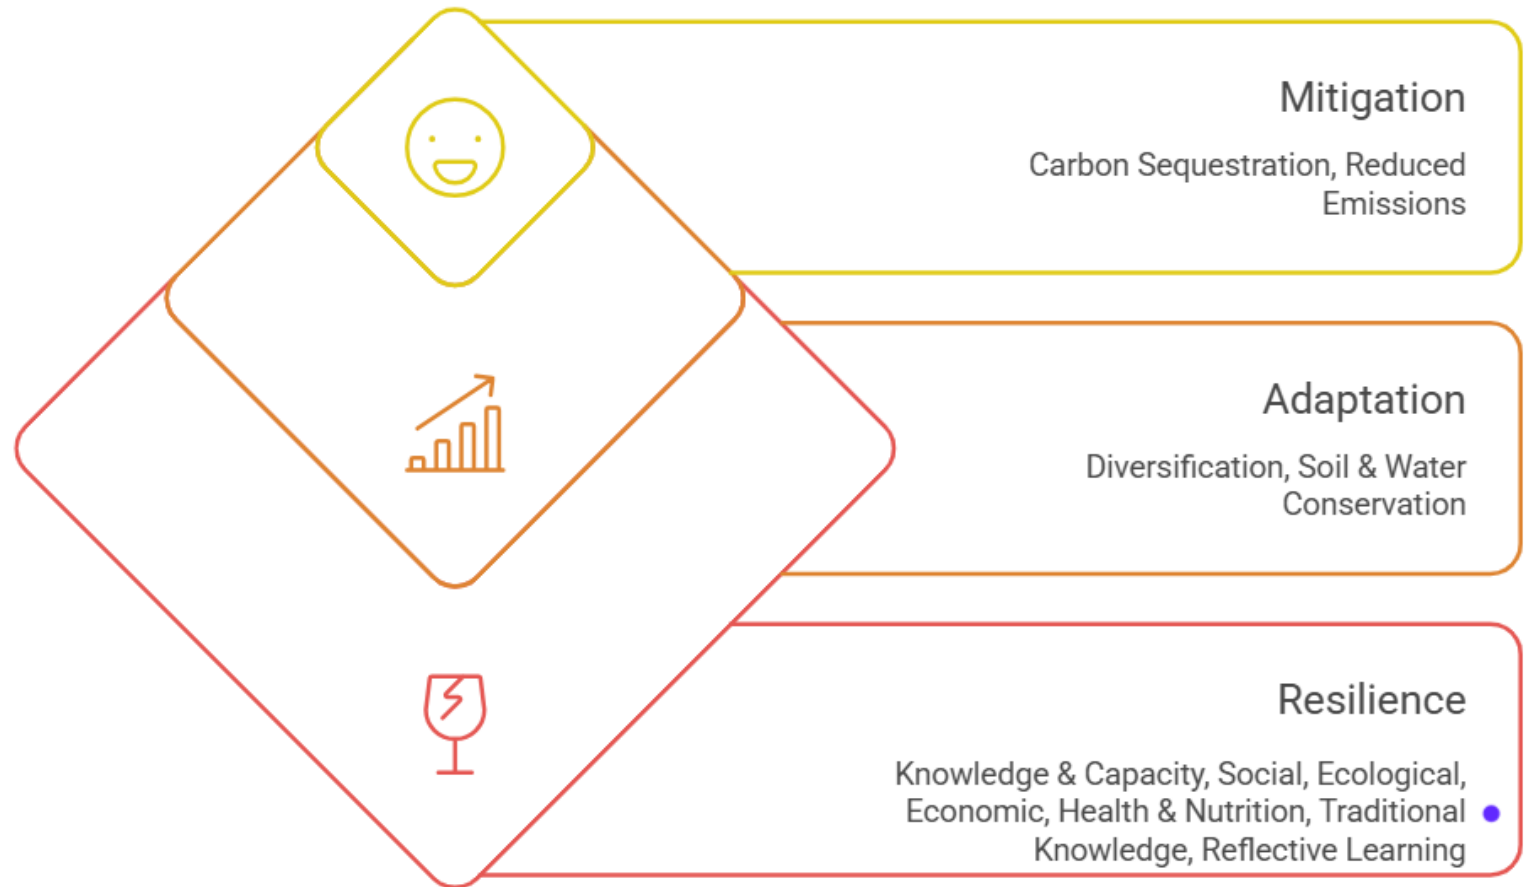 Mitigation
Carbon Sequestration, Reduced
Emissions
Adaptation
Diversification, Soil & Water
Conservation
Resilience
Knowledge & Capacity, Social, Ecological,
Economic, Health & Nutrition, Traditional
Knowledge, Reflective Learning